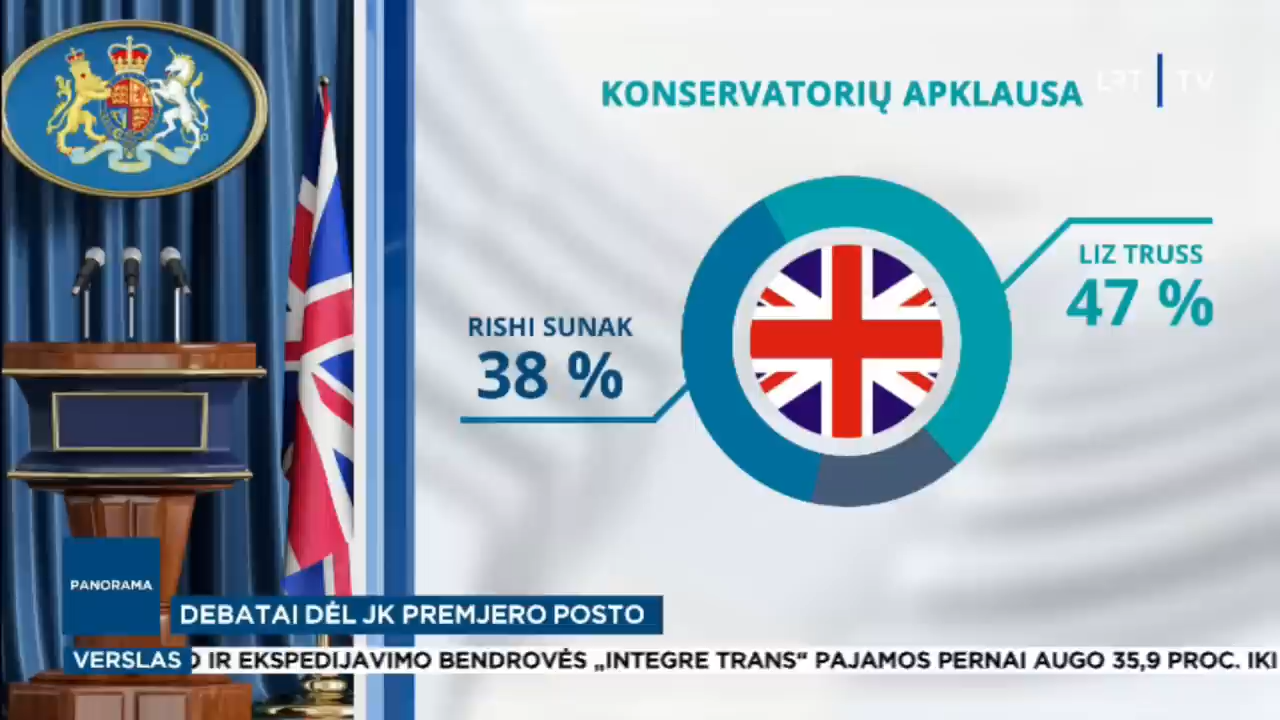 KONSERVATORIŲ APKLAUSA
LRT | TV
LIZ TRUSS
47 %
RISHI SUNAK
38 %
PANORAMA
DEBATAI DĖL JK PREMJERO POSTO
VERSLAS
IR EKSPEDIJAVIMO BENDROVĖS „INTEGRE TRANS“ PAJAMOS PERNAI AUGO 35,9 PROC. IKI